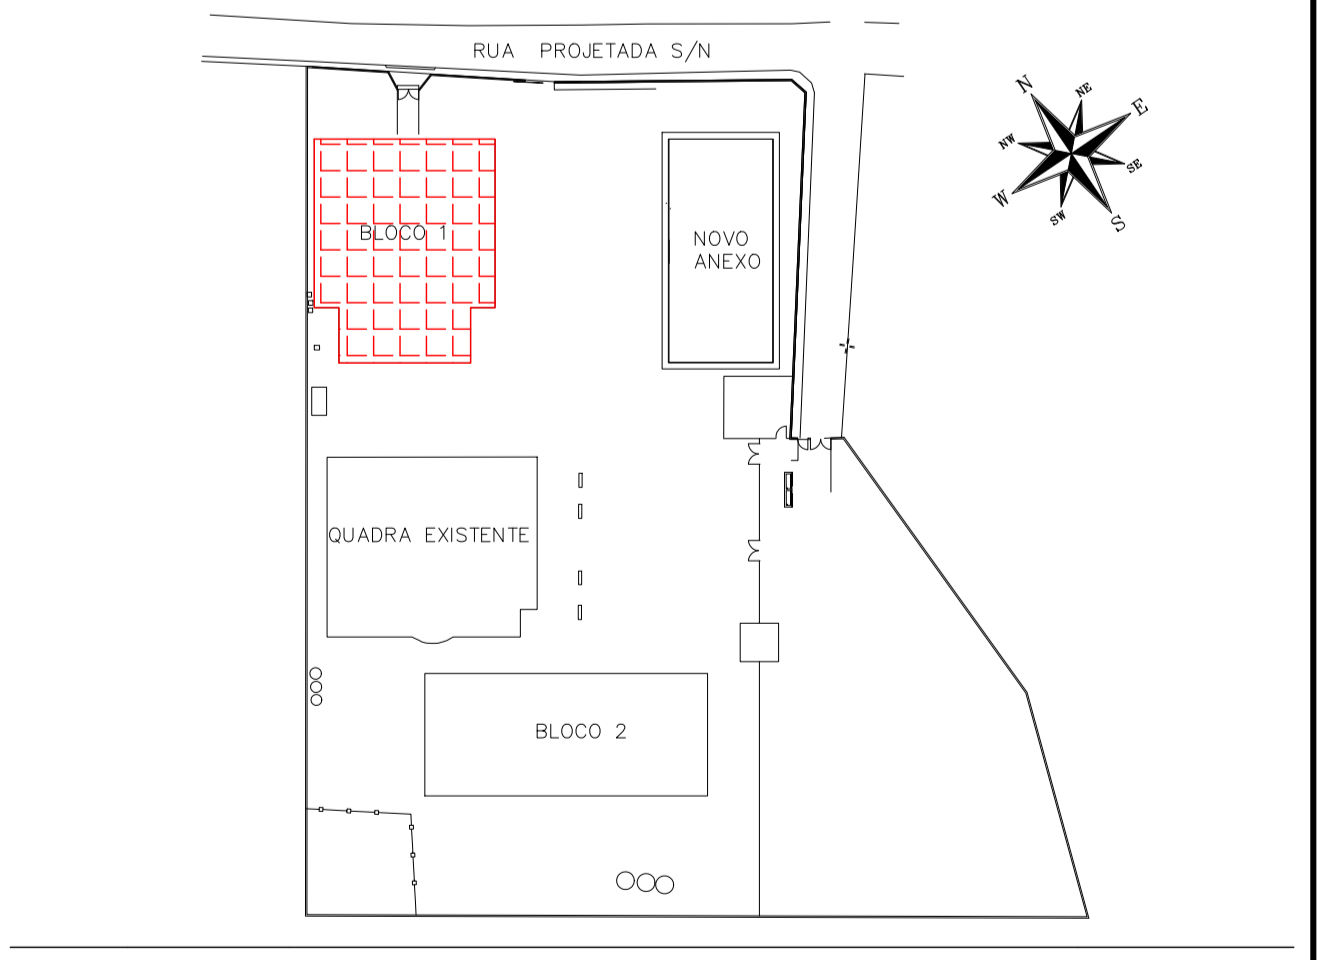 RUA PROJETADA S/N
N
NE
E
NW
SE
W
SW
S
BLOCO 1
NOVO
ANEXO
QUADRA EXISTENTE
BLOCO 2